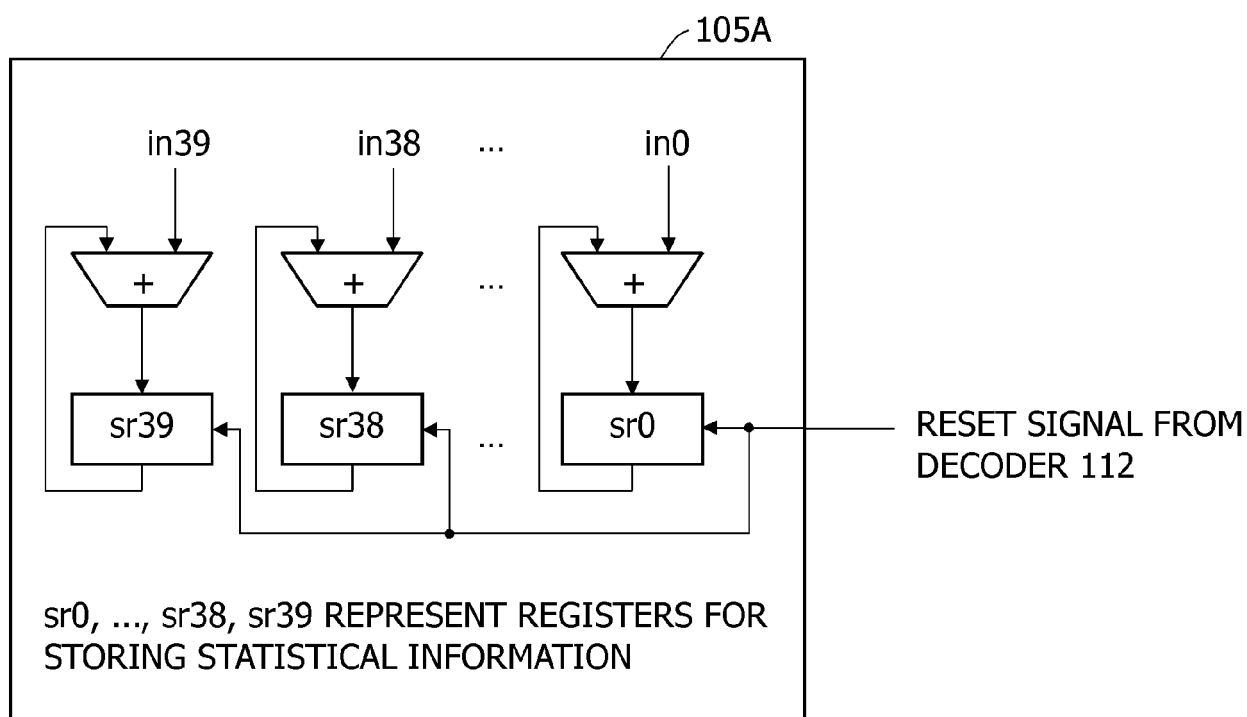 105A
in39 in38 ... in0
+ + ... +
sr39 sr38 ... sr0
RESET SIGNAL FROM
DECODER 112
sr0, ..., sr38, sr39 REPRESENT REGISTERS FOR
STORING STATISTICAL INFORMATION